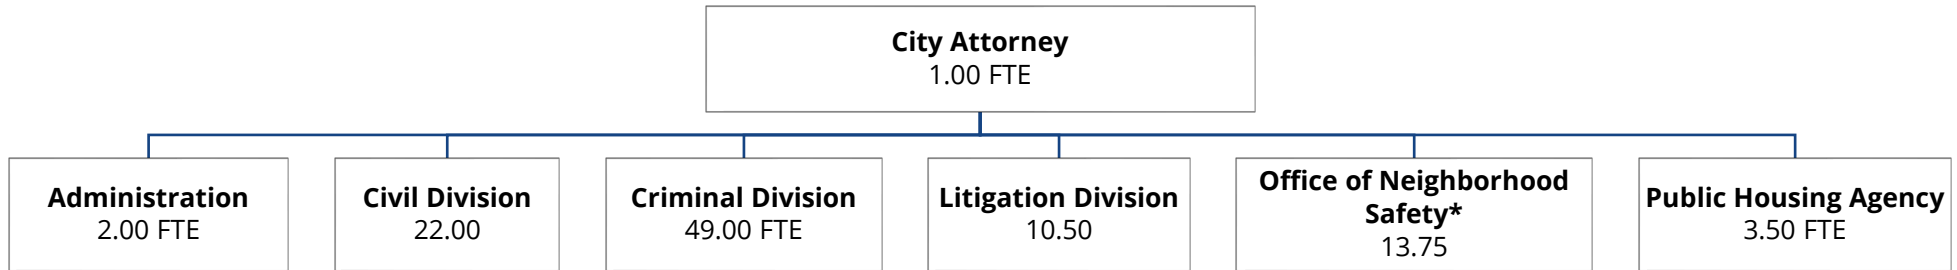 City Attorney
1.00 FTE
Administration
2.00 FTE
Civil Division
22.00
Criminal Division
49.00 FTE
Litigation Division
10.50
Office of Neighborhood
Safety*
13.75
Public Housing Agency
3.50 FTE